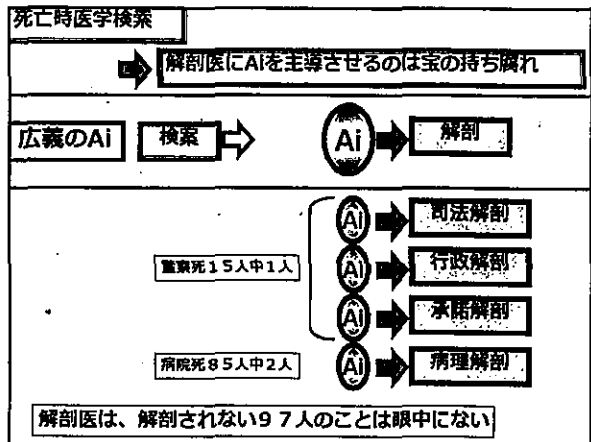 死亡時医学検索
解剖医にAiを主導させるのは宝の持ち腐れ
広義のAi 検案 Ai 解剖
Ai 司法解剖
警察死15人中1人 Ai 行政解剖
Ai 承諾解剖
病院死85人中2人 Ai 病理解剖
解剖医は、解剖されない97人のことは眼中にない